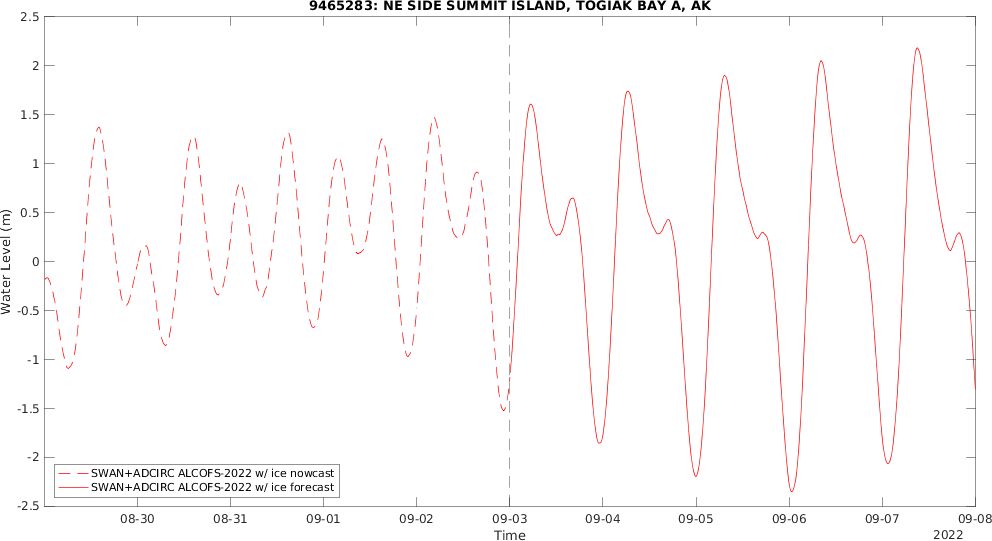 9465283: NE SIDE SUMMIT ISLAND, TOGIAK BAY A, AK
2.5
2
1.5
1
0.5
0
-0.5
-1
-1.5
-2
-2.5
Water Level (m)
SWAN+ADCIRC ALCOFS-2022 w/ ice nowcast
SWAN+ADCIRC ALCOFS-2022 w/ ice forecast
08-30 08-31 09-01 09-02 09-03 09-04 09-05 09-06 09-07 09-08
Time
2022